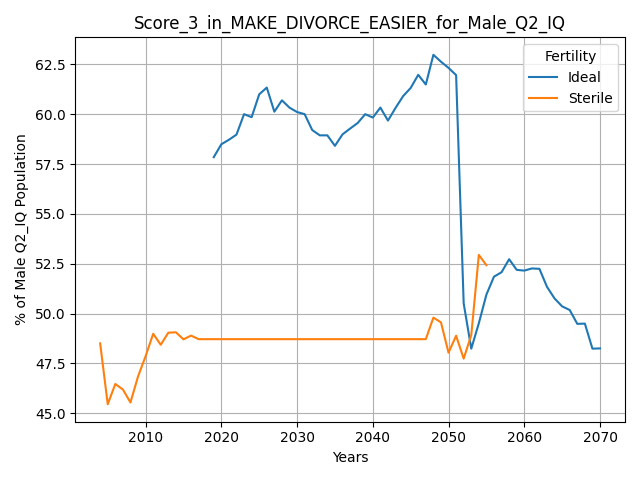 Score_3_in_MAKE_DIVORCE_EASIER_for_Male_Q2_IQ
Fertility
Ideal
Sterile
% of Male Q2_IQ Population
62.5
60.0
57.5
55.0
52.5
50.0
47.5
45.0
2010 2020 2030 2040 2050 2060 2070
Years